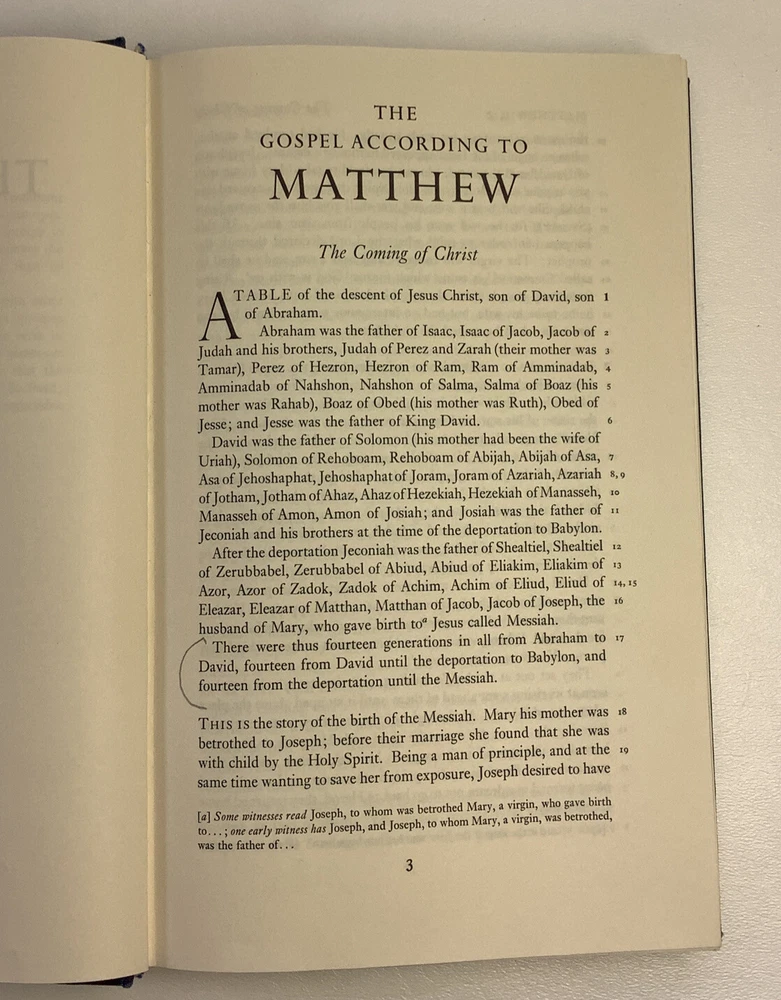 THE
GOSPEL ACCORDING TO
MATTHEW
The Coming of Christ
A TABLE of the descent of Jesus Christ, son of David, son 1
of Abraham.
Abraham was the father of Isaac, Isaac of Jacob, Jacob of 2
Judah and his brothers, Judah of Perez and Zarah (their mother was 3
Tamar), Perez of Hezron, Hezron of Ram, Ram of Amminadab, 4
Amminadab of Nahshon, Nahshon of Salma, Salma of Boaz (his 5
mother was Rahab), Boaz of Obed (his mother was Ruth), Obed of
Jesse; and Jesse was the father of King David. 6
David was the father of Solomon (his mother had been the wife of
Uriah), Solomon of Rehoboam, Rehoboam of Abijah, Abijah of Asa, 7
Asa of Jehoshaphat, Jehoshaphat of Joram, Joram of Azariah, Azariah 8, 9
of Jotham, Jotham of Ahaz, Ahaz of Hezekiah, Hezekiah of Manasseh, 10
Manasseh of Amon, Amon of Josiah; and Josiah was the father of 11
Jeconiah and his brothers at the time of the deportation to Babylon.
After the deportation Jeconiah was the father of Shealtiel, Shealtiel 12
of Zerubbabel, Zerubbabel of Abiud, Abiud of Eliakim, Eliakim of 13
Azor, Azor of Zadok, Zadok of Achim, Achim of Eliud, Eliud of 14, 15
Eleazar, Eleazar of Matthan, Matthan of Jacob, Jacob of Joseph, the 16
husband of Mary, who gave birth to<sup>a</sup> Jesus called Messiah.
There were thus fourteen generations in all from Abraham to 17
David, fourteen from David until the deportation to Babylon, and
fourteen from the deportation until the Messiah.
THIS IS the story of the birth of the Messiah. Mary his mother was 18
betrothed to Joseph; before their marriage she found that she was
with child by the Holy Spirit. Being a man of principle, and at the 19
same time wanting to save her from exposure, Joseph desired to have
[a] Some witnesses read Joseph, to whom was betrothed Mary, a virgin, who gave birth
to...; one early witness has Joseph, and Joseph, to whom Mary, a virgin, was betrothed,
was the father of...
3